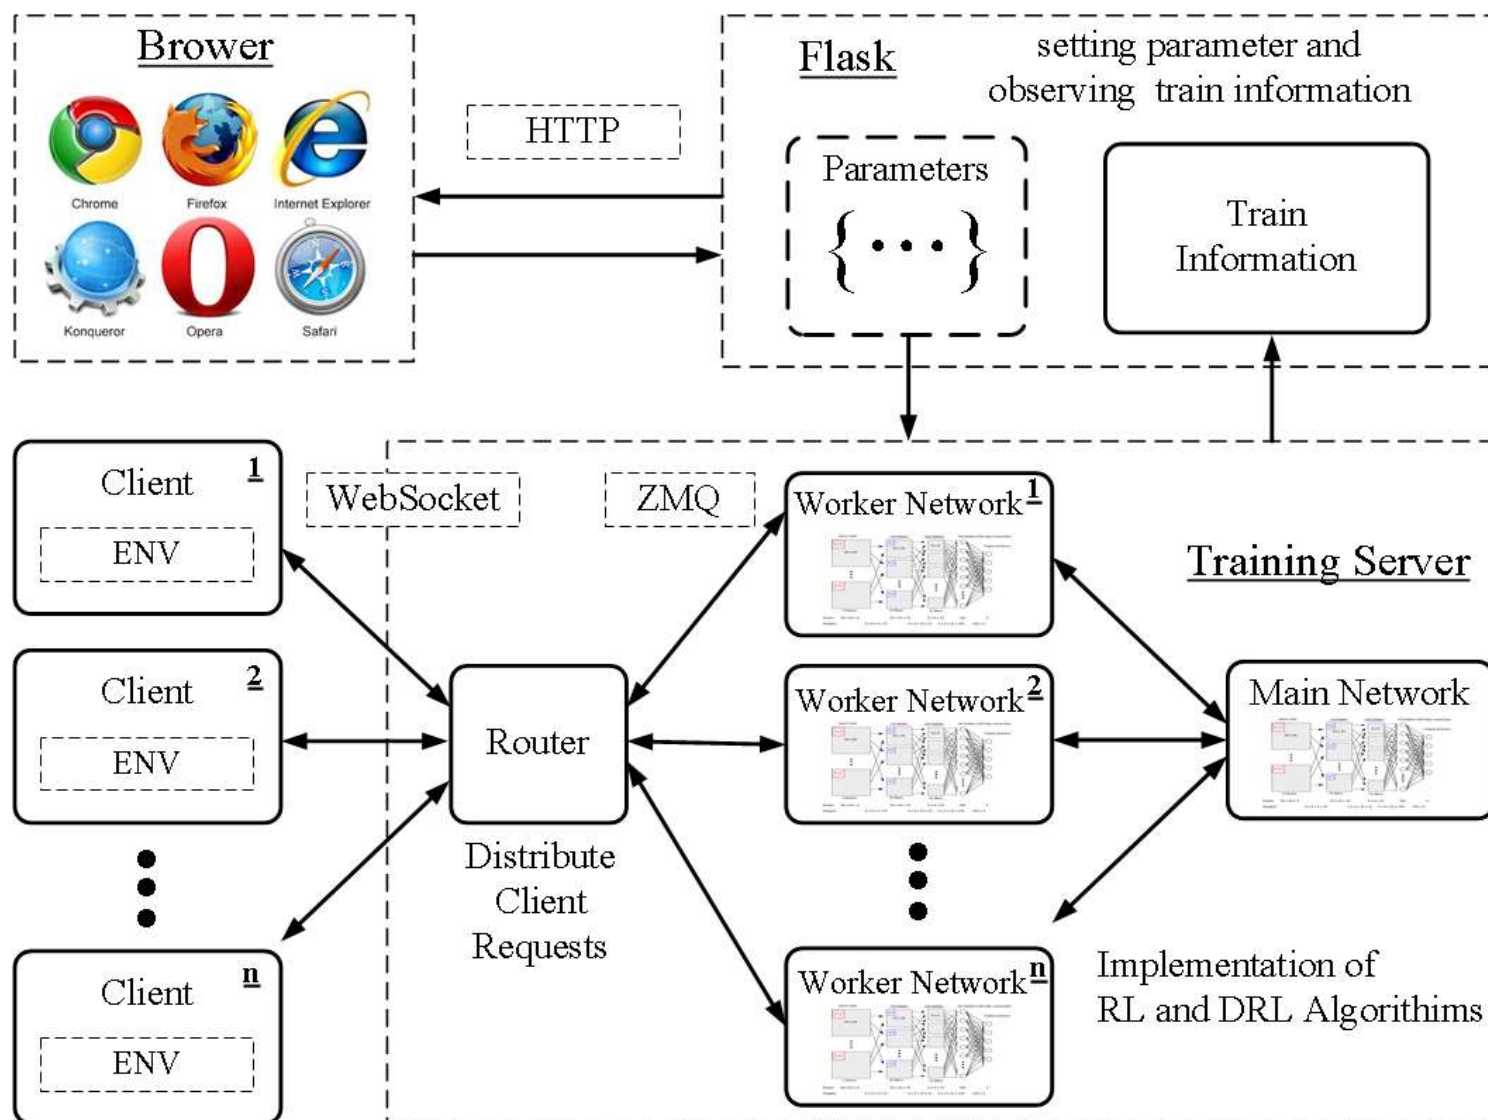 Brower
Chrome
Firefox
Internet Explorer
Konqueror
Opera
Safari
HTTP
Flask
setting parameter and
observing train information
Parameters
{ ••• }
Train
Information
Client 1
ENV
Client 2
ENV
Client n
ENV
WebSocket
ZMQ
Router
Distribute
Client
Requests
Worker Network 1
Worker Network 2
Worker Network n
Training Server
Main Network
Implementation of
RL and DRL Algorithims